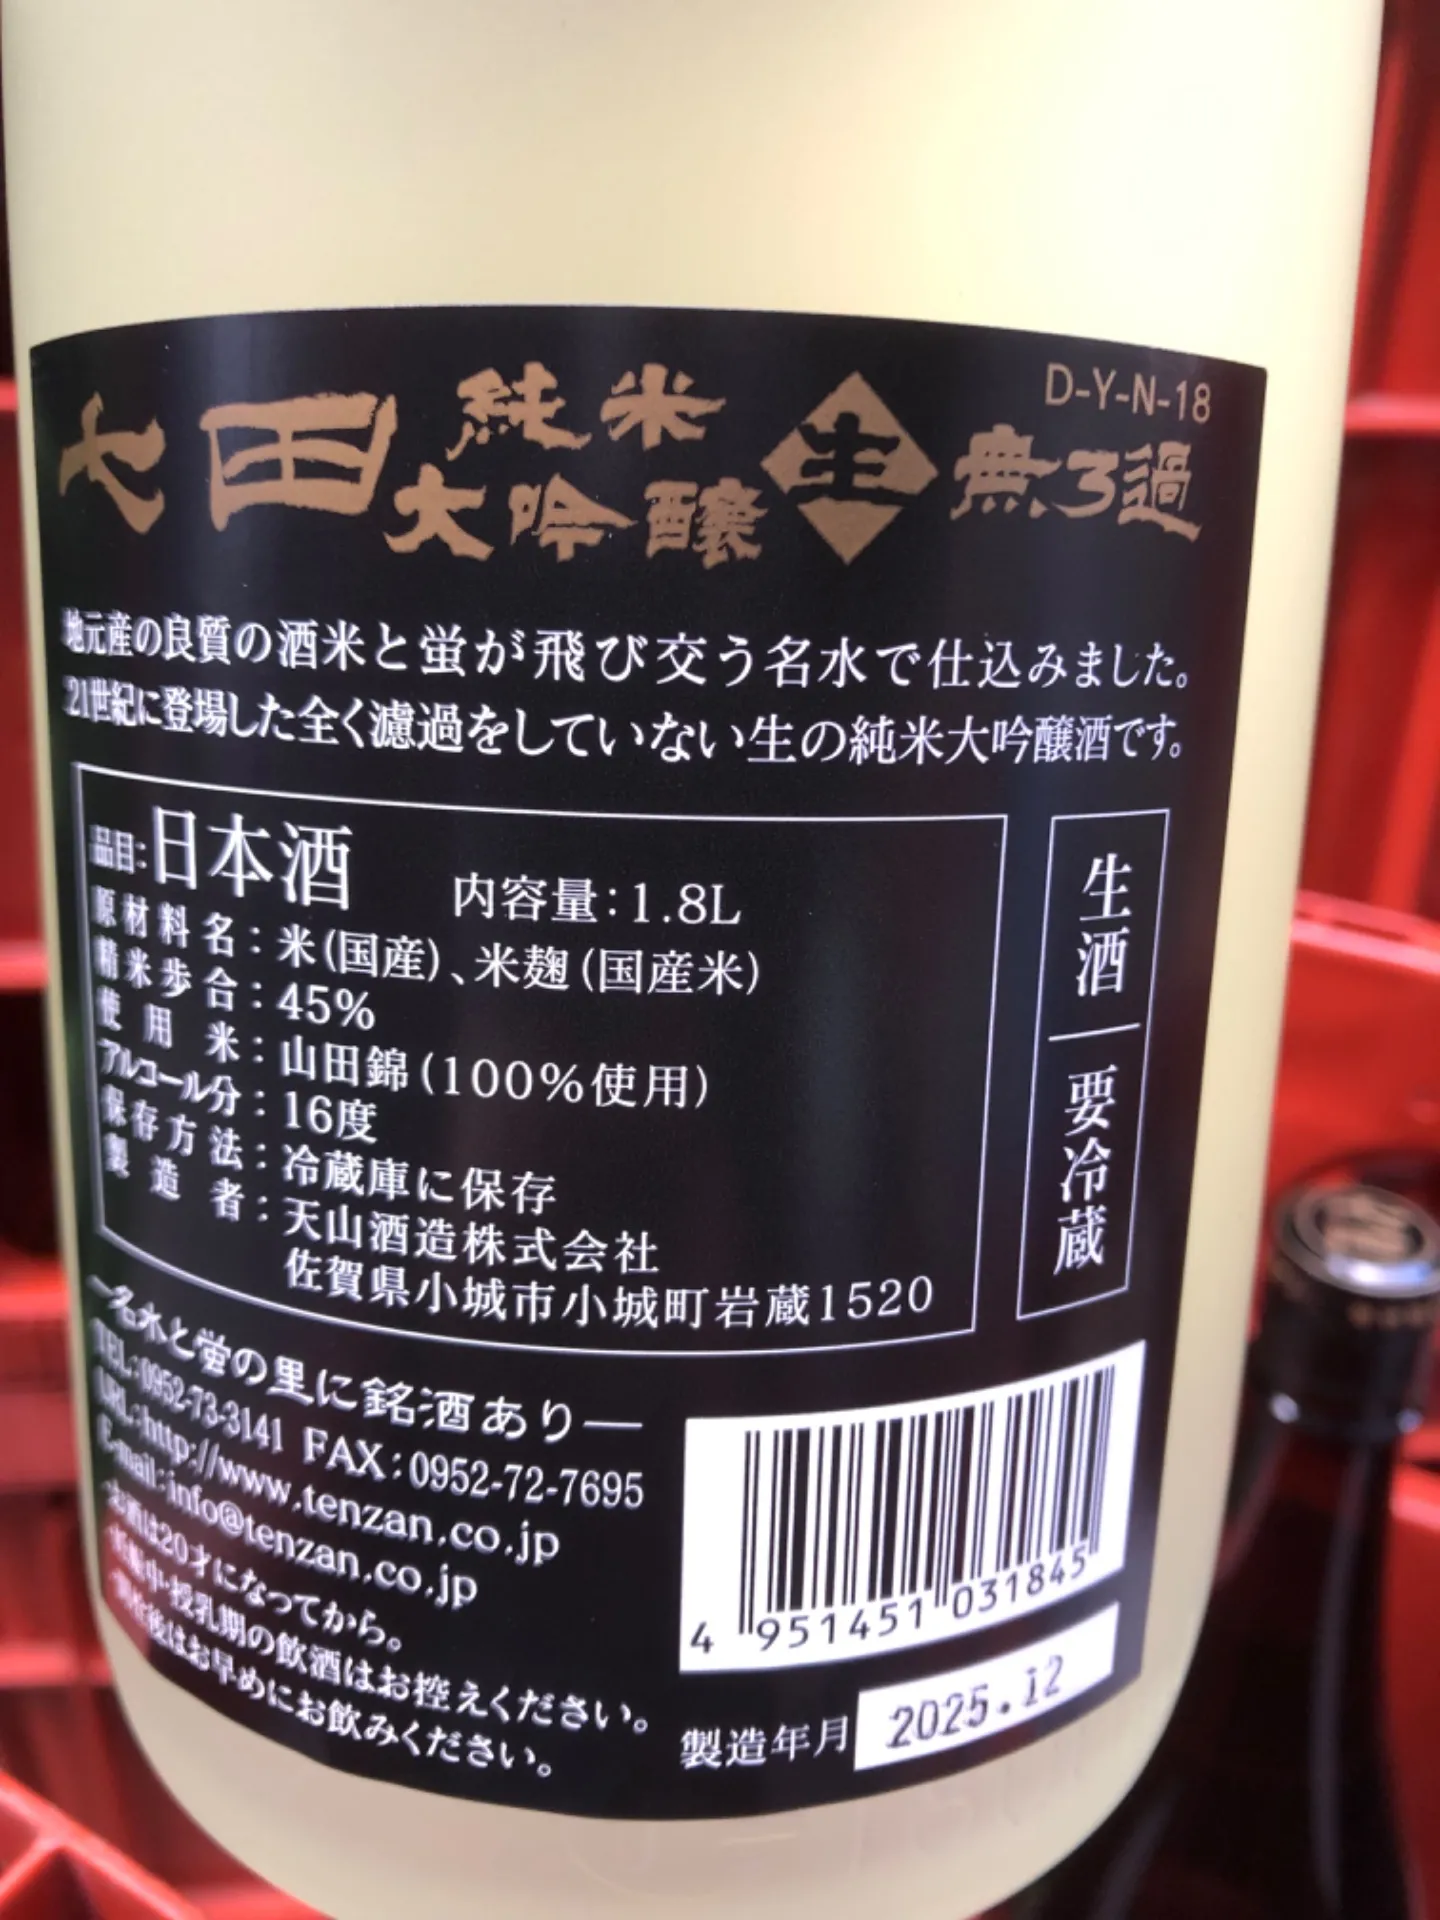 D-Y-N-18
七田 純米大吟醸 生 無ろ過
地元産の良質の酒米と蛍が飛び交う名水で仕込みました。
21世紀に登場した全く濾過をしていない生の純米大吟醸酒です。
品目:日本酒 内容量:1.8L
原材料名:米(国産)、米麹(国産米)
精米歩合:45%
使用米:山田錦(100%使用)
アルコール分:16度
保存方法:冷蔵庫に保存
製造者:天山酒造株式会社
佐賀県小城市小城町岩蔵1520
生酒―要冷蔵
―名水と蛍の里に銘酒あり―
TEL:0952-73-3141 FAX:0952-72-7695
URL:http://www.tenzan.co.jp
E-mail:info@tenzan.co.jp
・お酒は20才になってから。
・妊娠中・授乳期の飲酒はお控えください。
・開栓後はお早めにお飲みください。
4 951451 031845
製造年月 2025.12